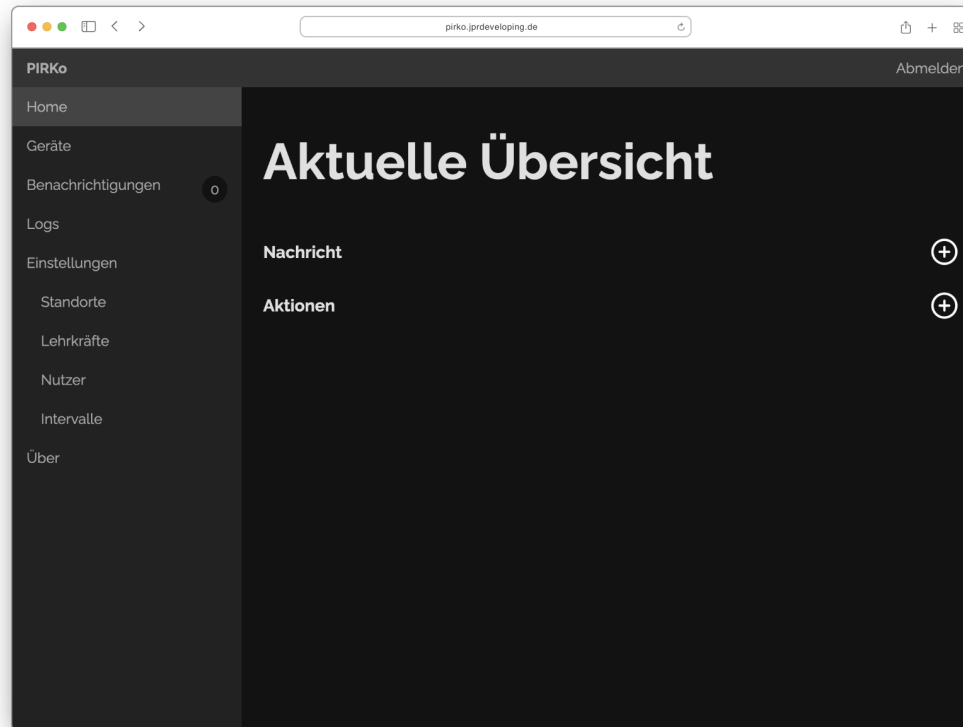 pirko.jprdeveloping.de
PIRKo
Abmelden
Home
Geräte
Benachrichtigungen 0
Logs
Einstellungen
Standorte
Lehrkräfte
Nutzer
Intervalle
Über
Aktuelle Übersicht
Nachricht
Aktionen